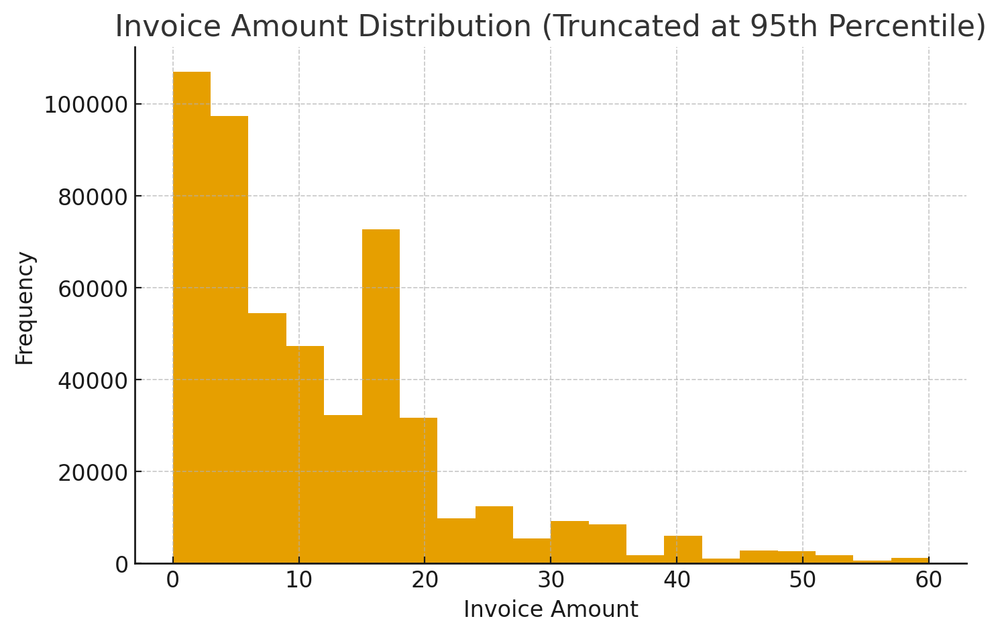 Invoice Amount Distribution (Truncated at 95th Percentile)
Frequency
100000
80000
60000
40000
20000
0
0 10 20 30 40 50 60
Invoice Amount